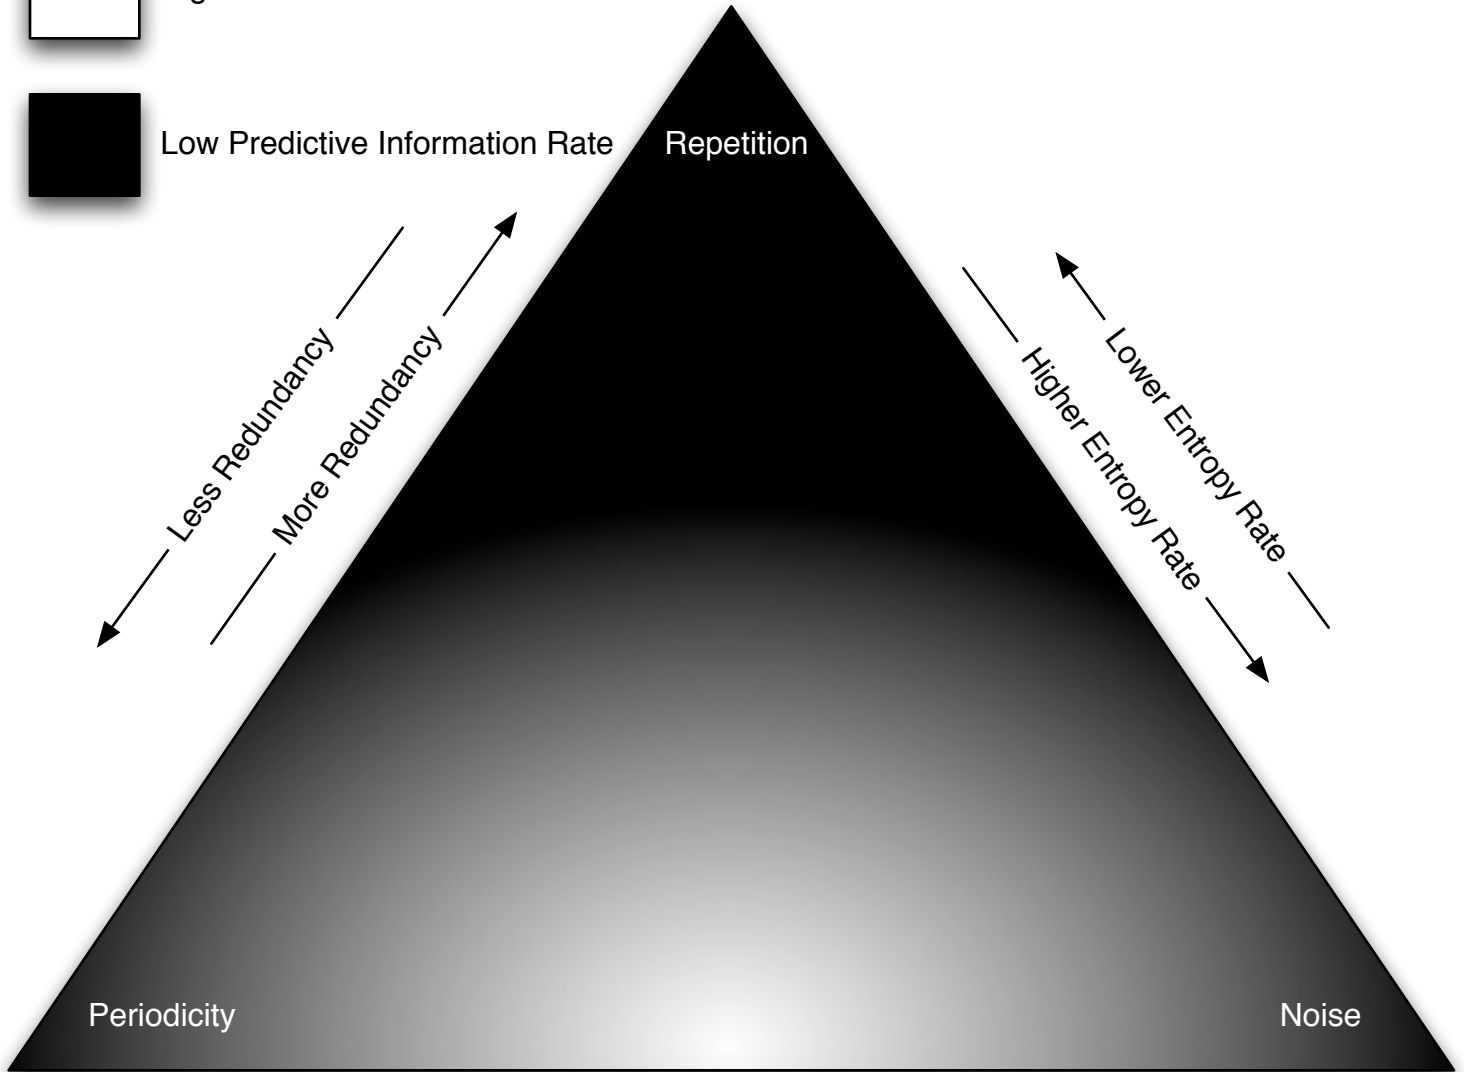 Low Predictive Information Rate
Repetition
Less Redundancy
More Redundancy
Higher Entropy Rate
Lower Entropy Rate
Periodicity
Noise